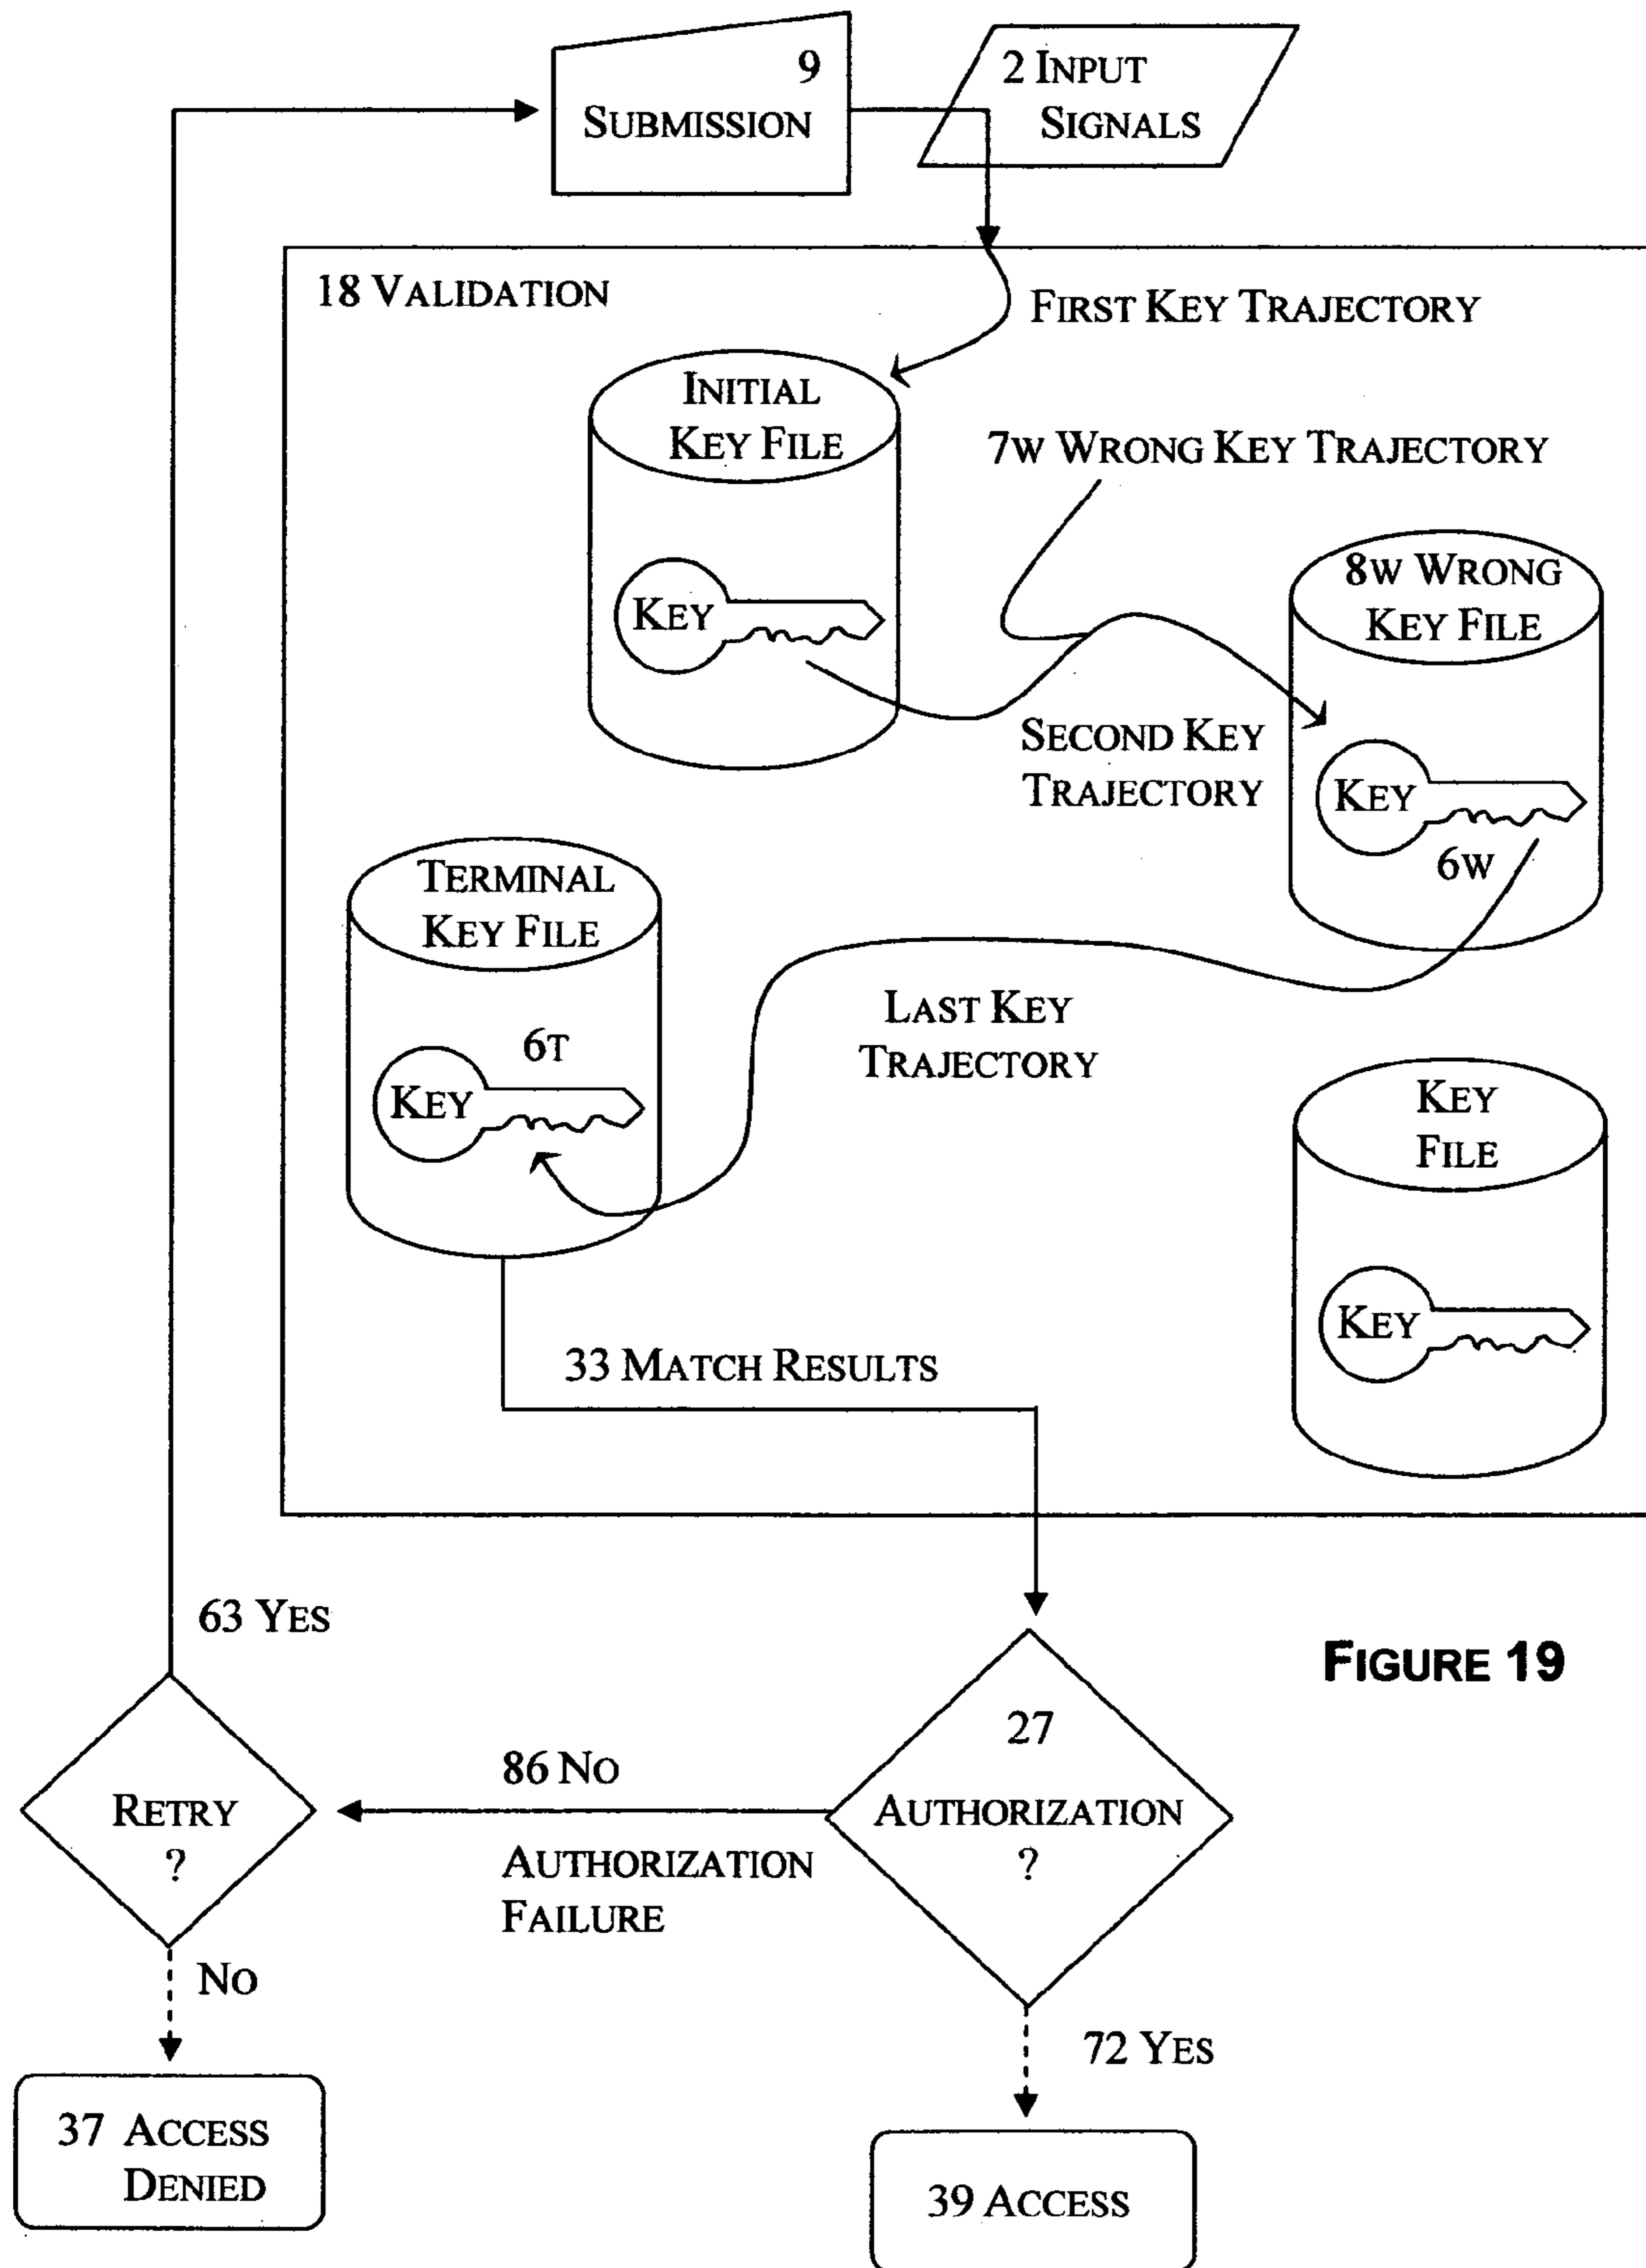 9
SUBMISSION
2 INPUT
SIGNALS
18 VALIDATION
FIRST KEY TRAJECTORY
INITIAL
KEY FILE
7W WRONG KEY TRAJECTORY
8W WRONG
KEY FILE
KEY
SECOND KEY
TRAJECTORY
KEY
6W
TERMINAL
KEY FILE
LAST KEY
TRAJECTORY
6T
KEY
KEY
FILE
KEY
33 MATCH RESULTS
63 YES
FIGURE 19
27
AUTHORIZATION
?
86 NO
AUTHORIZATION
FAILURE
RETRY
?
NO
72 YES
37 ACCESS
DENIED
39 ACCESS